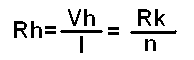 Rh = Vh/I = Rk/n